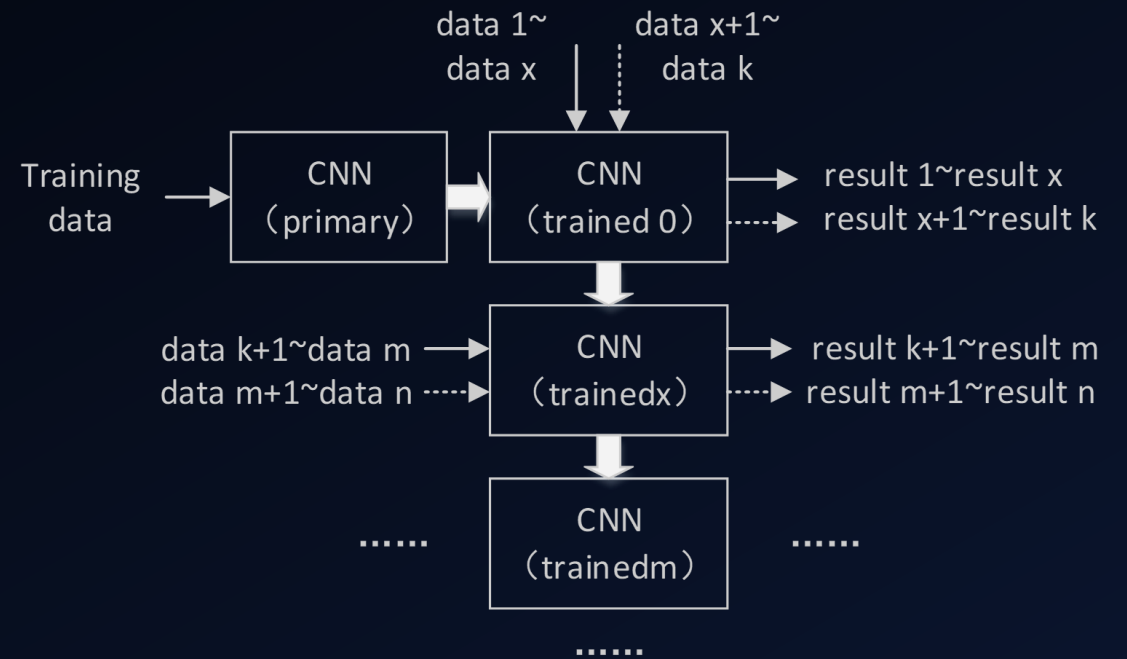 data 1~
data x
data x+1~
data k
Training
data
CNN
（primary）
CNN
（trained 0）
result 1~result x
result x+1~result k
data k+1~data m
data m+1~data n
CNN
（trainedx）
result k+1~result m
result m+1~result n
......
CNN
（trainedm）
......
......